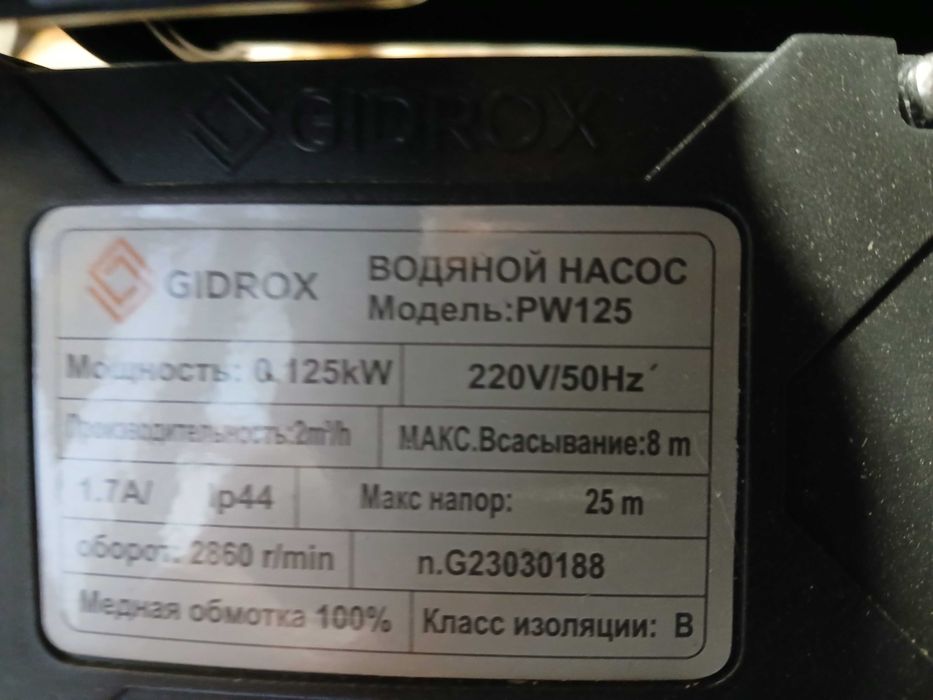 GIDROX
GIDROX
ВОДЯНОЙ НАСОС
Модель:PW125
Мощность: 0,125kW
220V/50Hz
Производительность:2m³/h
МАКС.Всасывание:8 m
1.7A/ Ip44
Макс напор: 25 m
оборот.: 2860 r/min
n.G23030188
Медная обмотка 100%
Класс изоляции: B